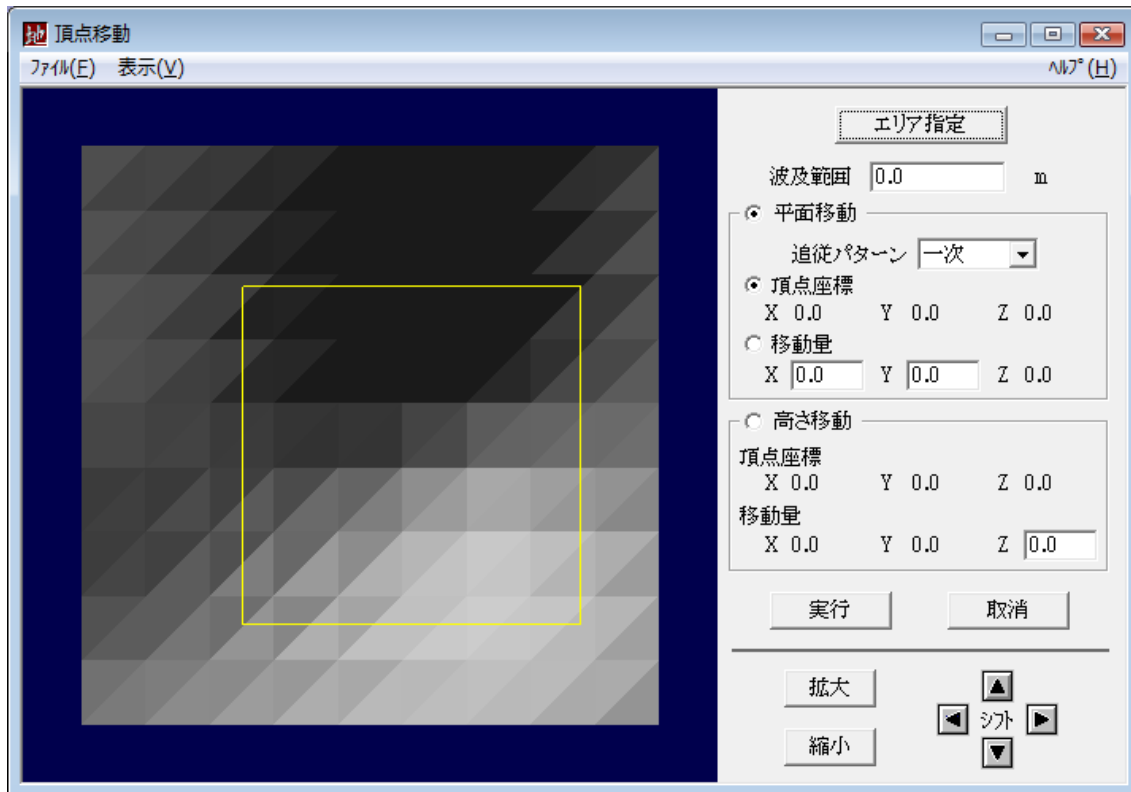 地 頂点移動
ﾌｧｲﾙ(F) 表示(V) ﾍﾙﾌﾟ(H)
エリア指定
波及範囲 0.0 m
平面移動
追従パターン 一次
頂点座標
X 0.0 Y 0.0 Z 0.0
移動量
X 0.0 Y 0.0 Z 0.0
高さ移動
頂点座標
X 0.0 Y 0.0 Z 0.0
移動量
X 0.0 Y 0.0 Z 0.0
実行 取消
拡大
シフト
縮小